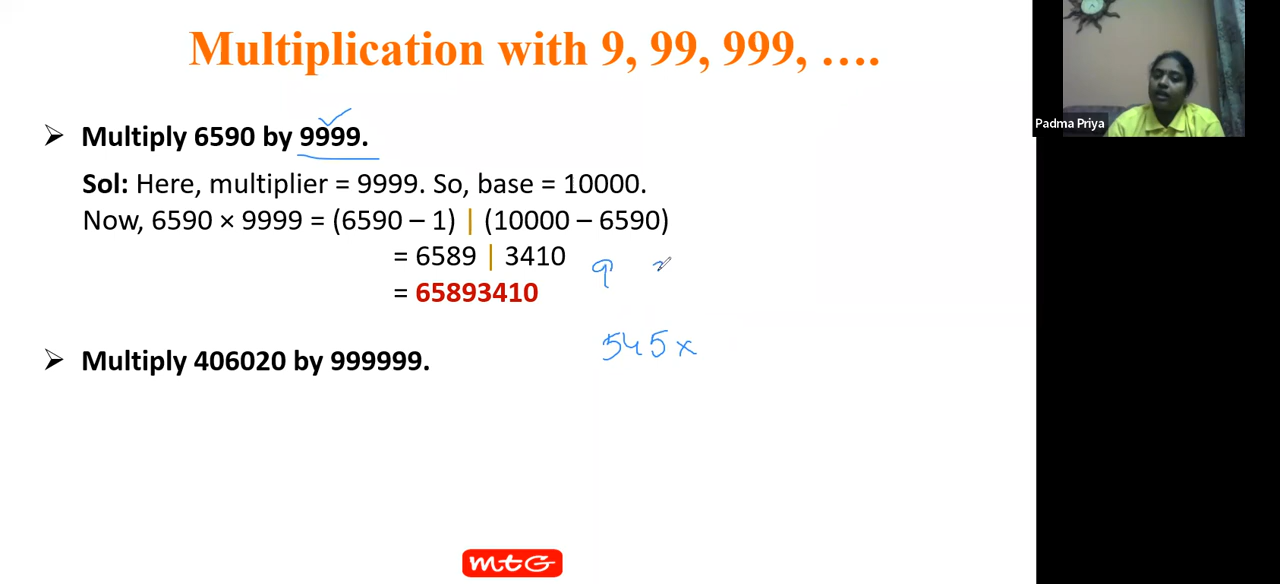 Multiplication with 9, 99, 999, ....
Padma Priya
➢ Multiply 6590 by 9999.
Sol: Here, multiplier = 9999. So, base = 10000.
Now, 6590 × 9999 = (6590 – 1) | (10000 – 6590)
= 6589 | 3410
9
= 65893410
545 ×
➢ Multiply 406020 by 999999.
mtG